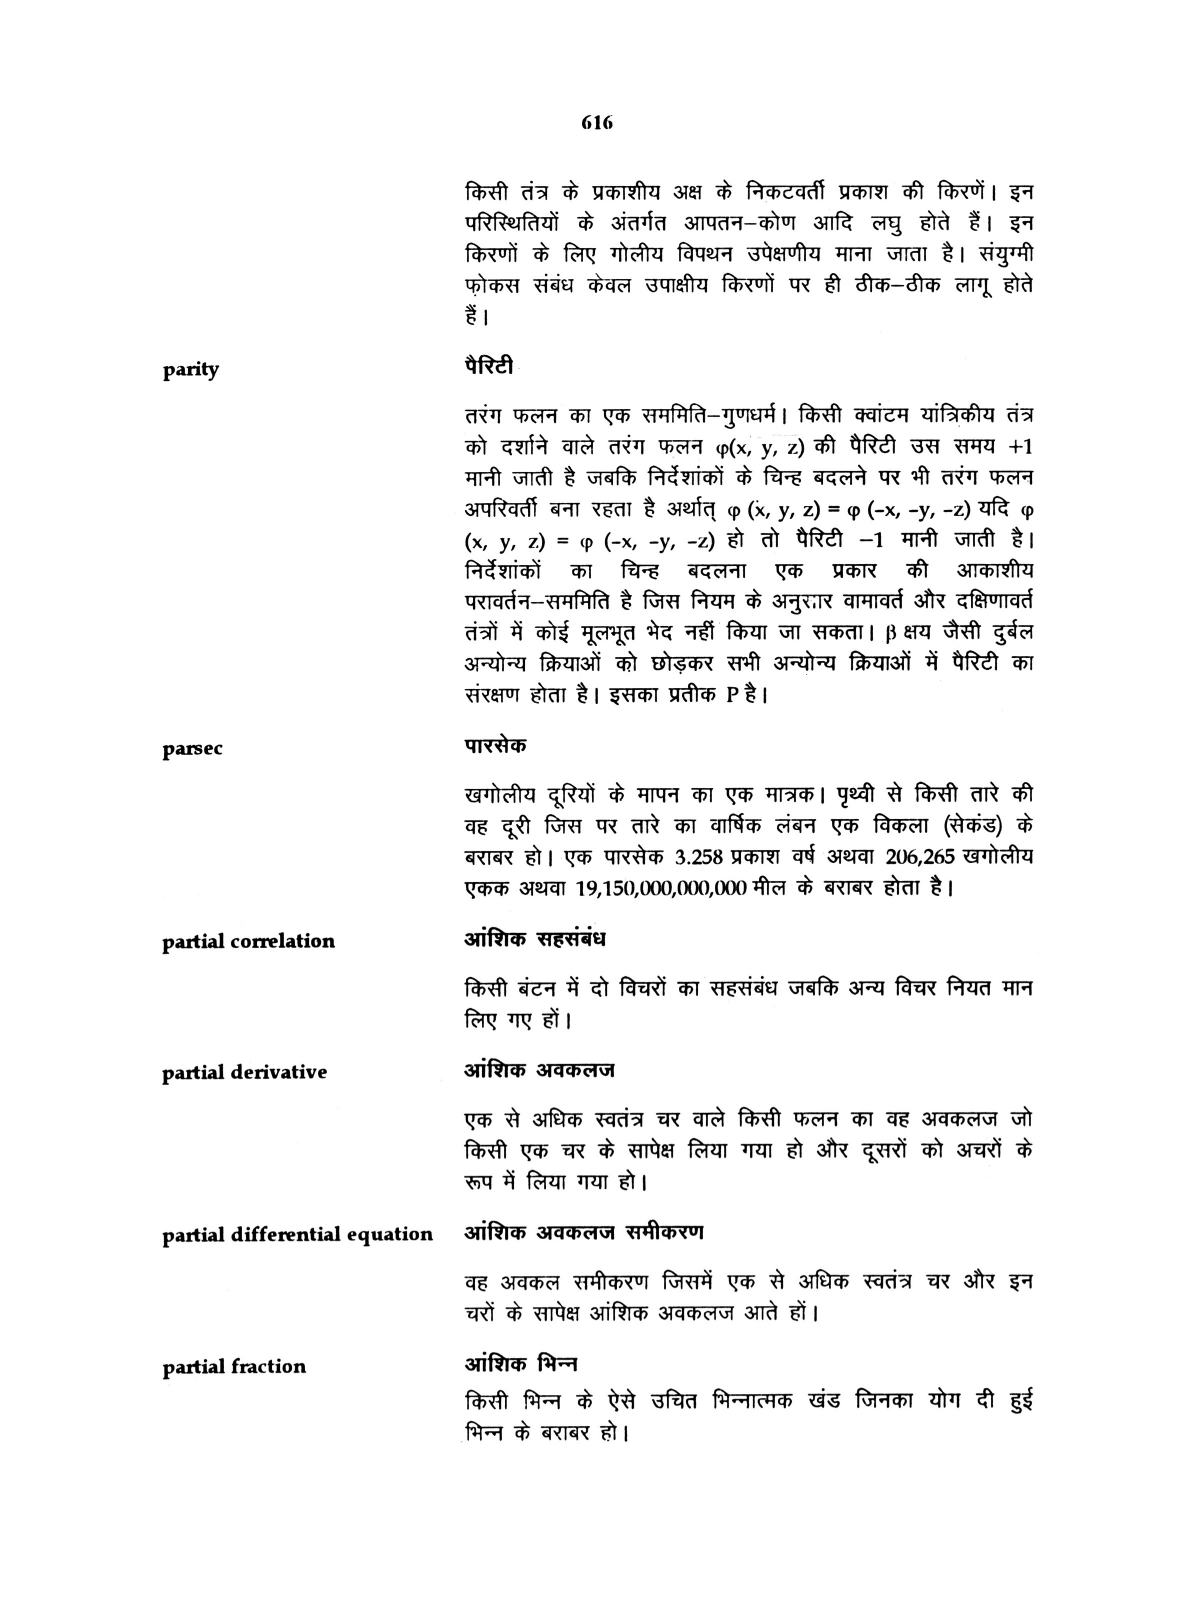 616
किसी तंत्र के प्रकाशीय अक्ष के निकटवर्ती प्रकाश की किरणें। इन
परिस्थितियों के अंतर्गत आपतन–कोण आदि लघु होते हैं। इन
किरणों के लिए गोलीय विपथन उपेक्षणीय माना जाता है। संयुग्मी
फ़ोकस संबंध केवल उपाक्षीय किरणों पर ही ठीक–ठीक लागू होते
हैं।
parity पैरिटी
तरंग फलन का एक सममिति–गुणधर्म। किसी क्वांटम यांत्रिकीय तंत्र
को दर्शाने वाले तरंग फलन φ(x, y, z) की पैरिटी उस समय +1
मानी जाती है जबकि निर्देशांकों के चिन्ह बदलने पर भी तरंग फलन
अपरिवर्ती बना रहता है अर्थात् φ (x, y, z) = φ (-x, -y, -z) यदि φ
(x, y, z) = φ (-x, -y, -z) हो तो पैरिटी –1 मानी जाती है।
निर्देशांकों का चिन्ह बदलना एक प्रकार की आकाशीय
परावर्तन–सममिति है जिस नियम के अनुसार वामावर्त और दक्षिणावर्त
तंत्रों में कोई मूलभूत भेद नहीं किया जा सकता। β क्षय जैसी दुर्बल
अन्योन्य क्रियाओं को छोड़कर सभी अन्योन्य क्रियाओं में पैरिटी का
संरक्षण होता है। इसका प्रतीक P है।
parsec पारसेक
खगोलीय दूरियों के मापन का एक मात्रक। पृथ्वी से किसी तारे की
वह दूरी जिस पर तारे का वार्षिक लंबन एक विकला (सेकंड) के
बराबर हो। एक पारसेक 3.258 प्रकाश वर्ष अथवा 206,265 खगोलीय
एकक अथवा 19,150,000,000,000 मील के बराबर होता है।
partial correlation आंशिक सहसंबंध
किसी बंटन में दो विचरों का सहसंबंध जबकि अन्य विचर नियत मान
लिए गए हों।
partial derivative आंशिक अवकलज
एक से अधिक स्वतंत्र चर वाले किसी फलन का वह अवकलज जो
किसी एक चर के सापेक्ष लिया गया हो और दूसरों को अचरों के
रूप में लिया गया हो।
partial differential equation आंशिक अवकलज समीकरण
वह अवकल समीकरण जिसमें एक से अधिक स्वतंत्र चर और इन
चरों के सापेक्ष आंशिक अवकलज आते हों।
partial fraction आंशिक भिन्न
किसी भिन्न के ऐसे उचित भिन्नात्मक खंड जिनका योग दी हुई
भिन्न के बराबर हो।